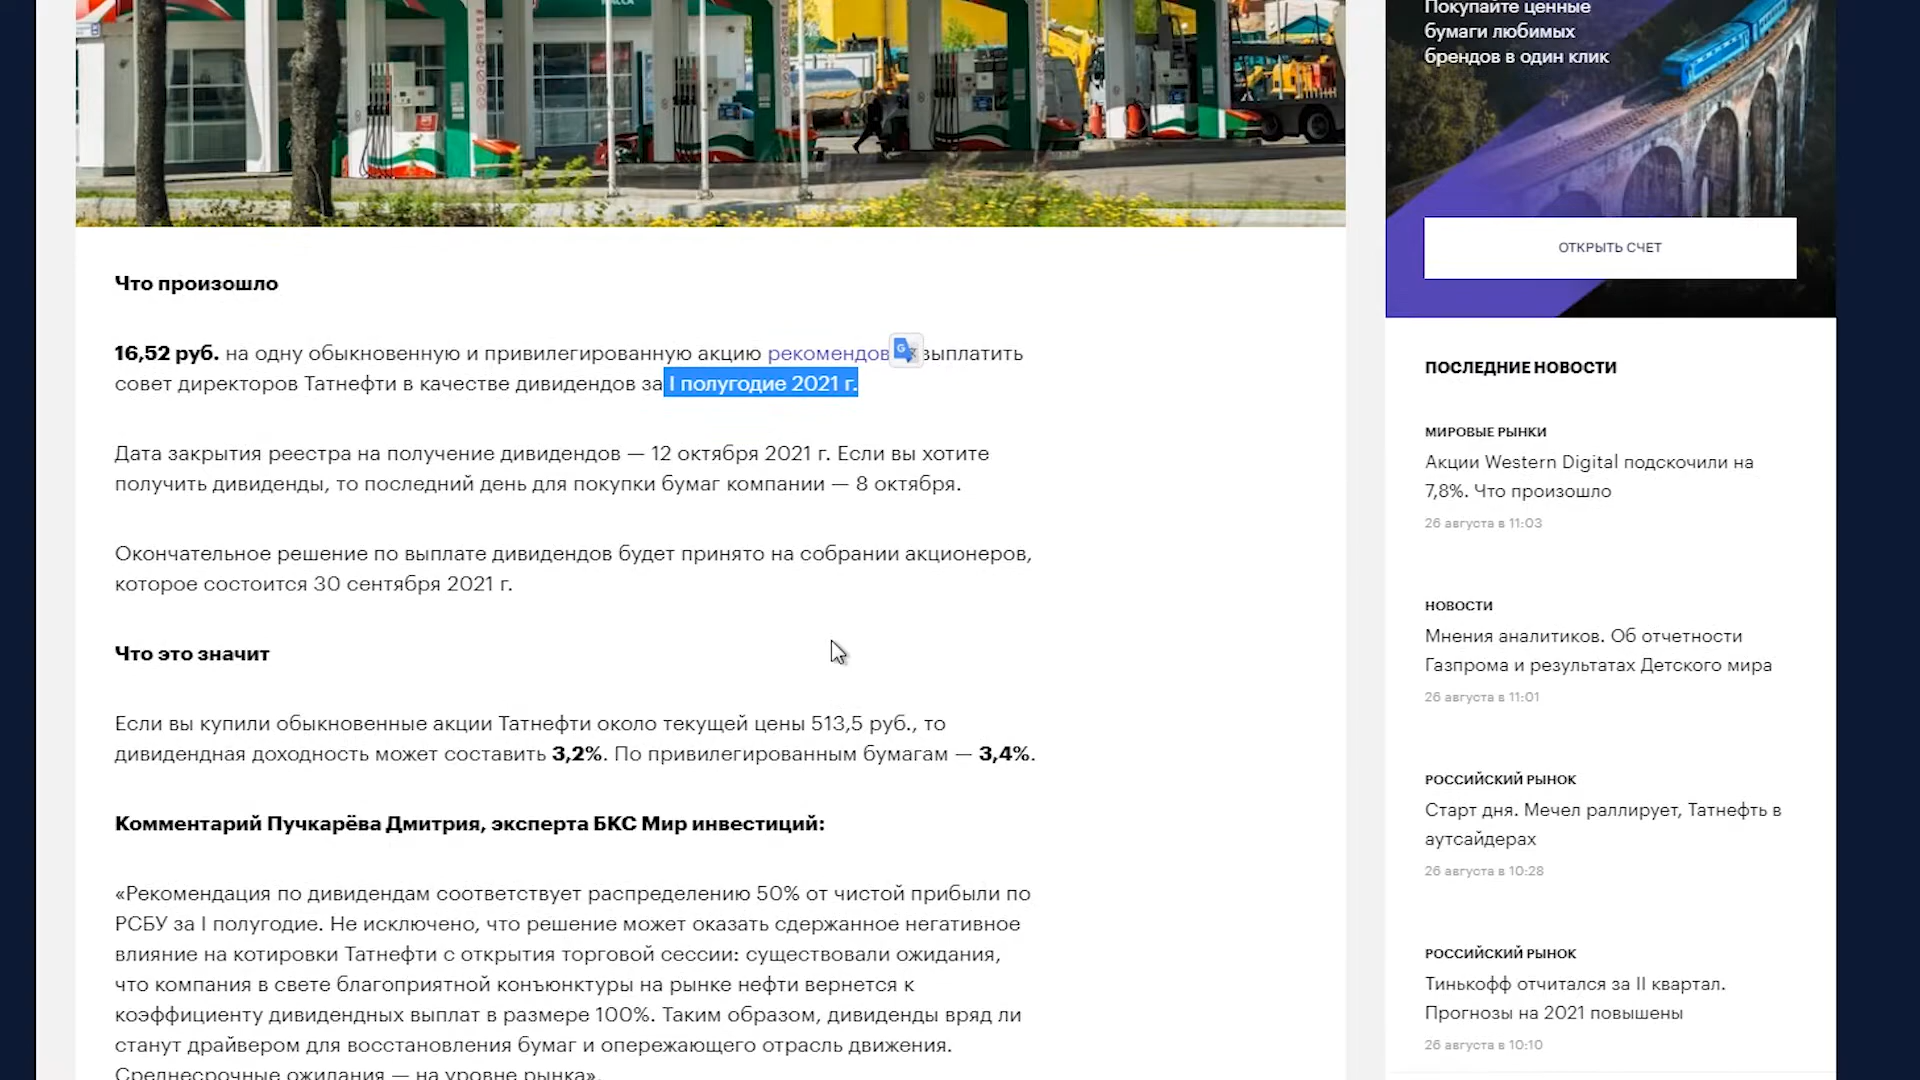 Покупайте ценные
бумаги любимых
брендов в один клик
ОТКРЫТЬ СЧЕТ
Что произошло
16,52 руб. на одну обыкновенную и привилегированную акцию рекомендов выплатить
совет директоров Татнефти в качестве дивидендов за I полугодие 2021 г.
Дата закрытия реестра на получение дивидендов — 12 октября 2021 г. Если вы хотите
получить дивиденды, то последний день для покупки бумаг компании — 8 октября.
Окончательное решение по выплате дивидендов будет принято на собрании акционеров,
которое состоится 30 сентября 2021 г.
Что это значит
Если вы купили обыкновенные акции Татнефти около текущей цены 513,5 руб., то
дивидендная доходность может составить 3,2%. По привилегированным бумагам — 3,4%.
Комментарий Пучкарёва Дмитрия, эксперта БКС Мир инвестиций:
«Рекомендация по дивидендам соответствует распределению 50% от чистой прибыли по
РСБУ за I полугодие. Не исключено, что решение может оказать сдержанное негативное
влияние на котировки Татнефти с открытия торговой сессии: существовали ожидания,
что компания в свете благоприятной конъюнктуры на рынке нефти вернется к
коэффициенту дивидендных выплат в размере 100%. Таким образом, дивиденды вряд ли
станут драйвером для восстановления бумаг и опережающего отрасль движения.
Среднесрочные ожидания — на уровне рынка».
ПОСЛЕДНИЕ НОВОСТИ
МИРОВЫЕ РЫНКИ
Акции Western Digital подскочили на
7,8%. Что произошло
26 августа в 11:03
НОВОСТИ
Мнения аналитиков. Об отчетности
Газпрома и результатах Детского мира
26 августа в 11:01
РОССИЙСКИЙ РЫНОК
Старт дня. Мечел раллирует, Татнефть в
аутсайдерах
26 августа в 10:28
РОССИЙСКИЙ РЫНОК
Тинькофф отчитался за II квартал.
Прогнозы на 2021 повышены
26 августа в 10:10